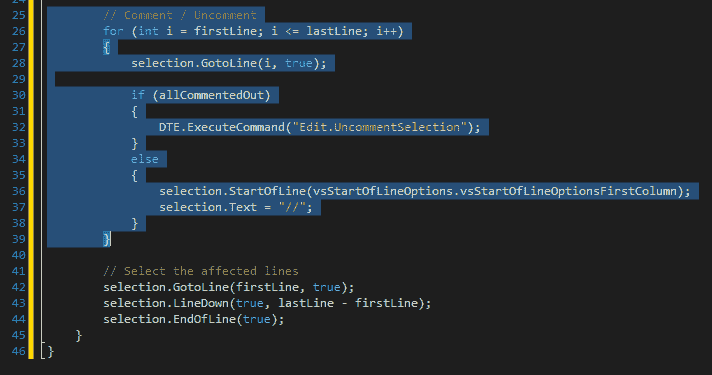 25 // Comment / Uncomment
26 for (int i = firstLine; i <= lastLine; i++)
27 {
28 selection.GotoLine(i, true);
29
30 if (allCommentedOut)
31 {
32 DTE.ExecuteCommand("Edit.UncommentSelection");
33 }
34 else
35 {
36 selection.StartOfLine(vsStartOfLineOptions.vsStartOfLineOptionsFirstColumn);
37 selection.Text = "//";
38 }
39 }
40
41 // Select the affected lines
42 selection.GotoLine(firstLine, true);
43 selection.LineDown(true, lastLine - firstLine);
44 selection.EndOfLine(true);
45 }
46 }